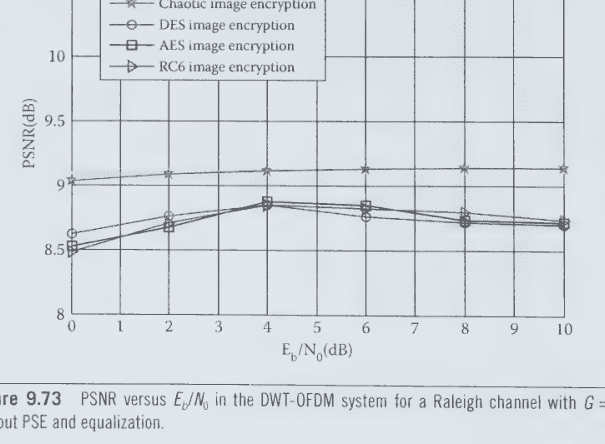 Chaotic image encryption
DES image encryption
AES image encryption
RC6 image encryption
10
9.5
9
8.5
8
PSNR(dB)
0 1 2 3 4 5 6 7 8 9 10
E_b/N_0(dB)
9.73 PSNR versus E_b/N_0 in the DWT-OFDM system for a Raleigh channel with G =
PSE and equalization.